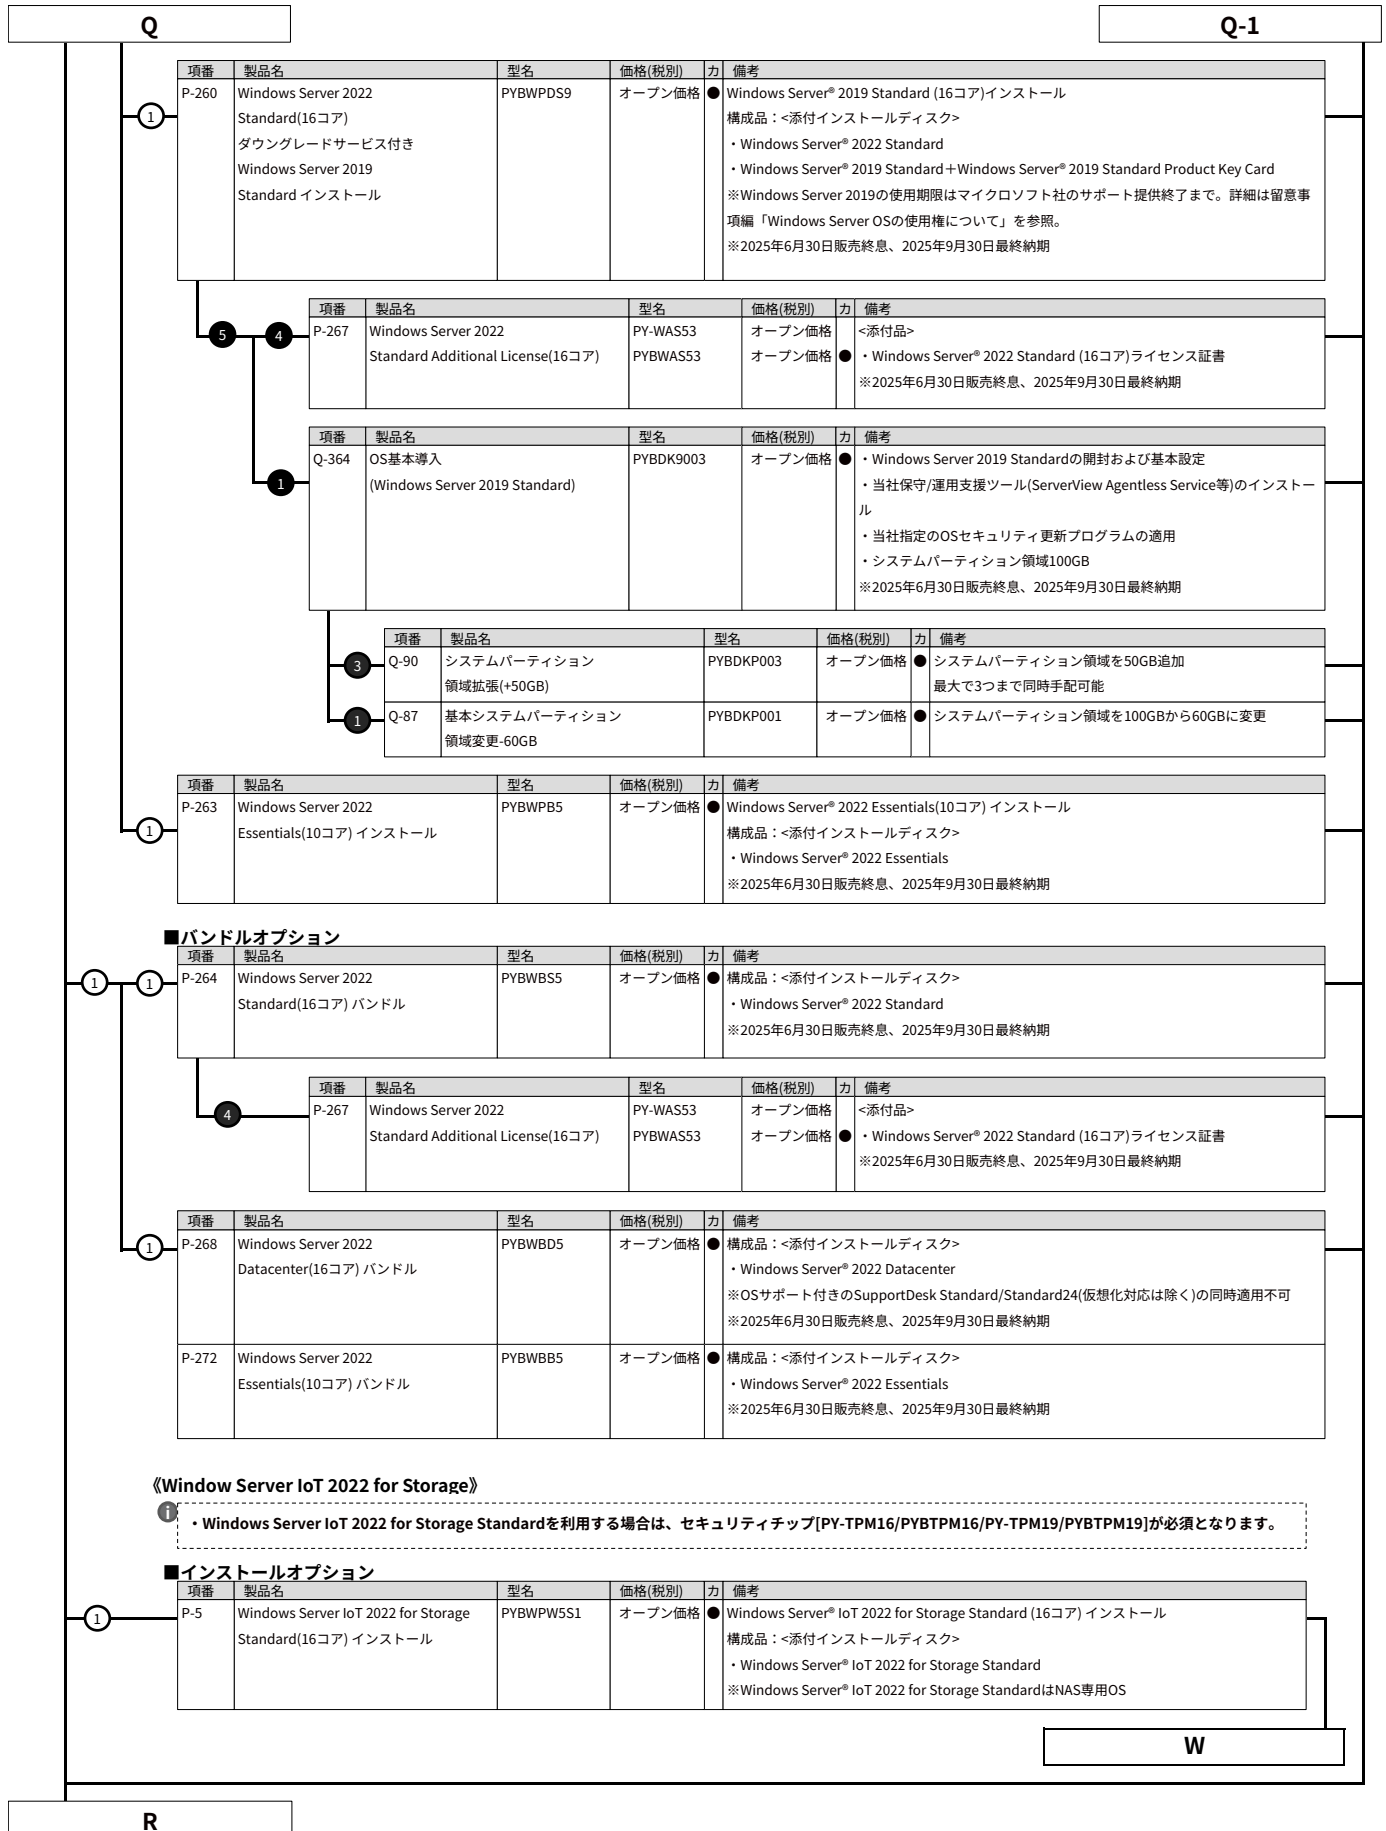 Q
Q-1
項番 製品名 型名 価格(税別) カ 備考
P-260 Windows Server 2022 PYBWPDS9 オープン価格 ● Windows Server® 2019 Standard (16コア)インストール
① Standard(16コア) 構成品：<添付インストールディスク>
ダウングレードサービス付き ・Windows Server® 2022 Standard
Windows Server 2019 ・Windows Server® 2019 Standard＋Windows Server® 2019 Standard Product Key Card
Standard インストール ※Windows Server 2019の使用期限はマイクロソフト社のサポート提供終了まで。詳細は留意事
項編「Windows Server OSの使用権について」を参照。
※2025年6月30日販売終息、2025年9月30日最終納期
項番 製品名 型名 価格(税別) カ 備考
5 4 P-267 Windows Server 2022 PY-WAS53 オープン価格 <添付品>
Standard Additional License(16コア) PYBWAS53 オープン価格 ● ・Windows Server® 2022 Standard (16コア)ライセンス証書
※2025年6月30日販売終息、2025年9月30日最終納期
項番 製品名 型名 価格(税別) カ 備考
Q-364 OS基本導入 PYBDK9003 オープン価格 ● ・Windows Server 2019 Standardの開封および基本設定
1 (Windows Server 2019 Standard) ・当社保守/運用支援ツール(ServerView Agentless Service等)のインストー
ル
・当社指定のOSセキュリティ更新プログラムの適用
・システムパーティション領域100GB
※2025年6月30日販売終息、2025年9月30日最終納期
項番 製品名 型名 価格(税別) カ 備考
3 Q-90 システムパーティション PYBDKP003 オープン価格 ● システムパーティション領域を50GB追加
領域拡張(+50GB) 最大で3つまで同時手配可能
1 Q-87 基本システムパーティション PYBDKP001 オープン価格 ● システムパーティション領域を100GBから60GBに変更
領域変更-60GB
項番 製品名 型名 価格(税別) カ 備考
P-263 Windows Server 2022 PYBWPB5 オープン価格 ● Windows Server® 2022 Essentials(10コア) インストール
① Essentials(10コア) インストール 構成品：<添付インストールディスク>
・Windows Server® 2022 Essentials
※2025年6月30日販売終息、2025年9月30日最終納期
■バンドルオプション
項番 製品名 型名 価格(税別) カ 備考
① ① P-264 Windows Server 2022 PYBWBS5 オープン価格 ● 構成品：<添付インストールディスク>
Standard(16コア) バンドル ・Windows Server® 2022 Standard
※2025年6月30日販売終息、2025年9月30日最終納期
項番 製品名 型名 価格(税別) カ 備考
4 P-267 Windows Server 2022 PY-WAS53 オープン価格 <添付品>
Standard Additional License(16コア) PYBWAS53 オープン価格 ● ・Windows Server® 2022 Standard (16コア)ライセンス証書
※2025年6月30日販売終息、2025年9月30日最終納期
項番 製品名 型名 価格(税別) カ 備考
① P-268 Windows Server 2022 PYBWBD5 オープン価格 ● 構成品：<添付インストールディスク>
Datacenter(16コア) バンドル ・Windows Server® 2022 Datacenter
※OSサポート付きのSupportDesk Standard/Standard24(仮想化対応は除く)の同時適用不可
※2025年6月30日販売終息、2025年9月30日最終納期
P-272 Windows Server 2022 PYBWBB5 オープン価格 ● 構成品：<添付インストールディスク>
Essentials(10コア) バンドル ・Windows Server® 2022 Essentials
※2025年6月30日販売終息、2025年9月30日最終納期
《Window Server IoT 2022 for Storage》
i ・Windows Server IoT 2022 for Storage Standardを利用する場合は、セキュリティチップ[PY-TPM16/PYBTPM16/PY-TPM19/PYBTPM19]が必須となります。
■インストールオプション
項番 製品名 型名 価格(税別) カ 備考
① P-5 Windows Server IoT 2022 for Storage PYBWPW5S1 オープン価格 ● Windows Server® IoT 2022 for Storage Standard (16コア) インストール
Standard(16コア) インストール 構成品：<添付インストールディスク>
・Windows Server® IoT 2022 for Storage Standard
※Windows Server® IoT 2022 for Storage StandardはNAS専用OS
W
R